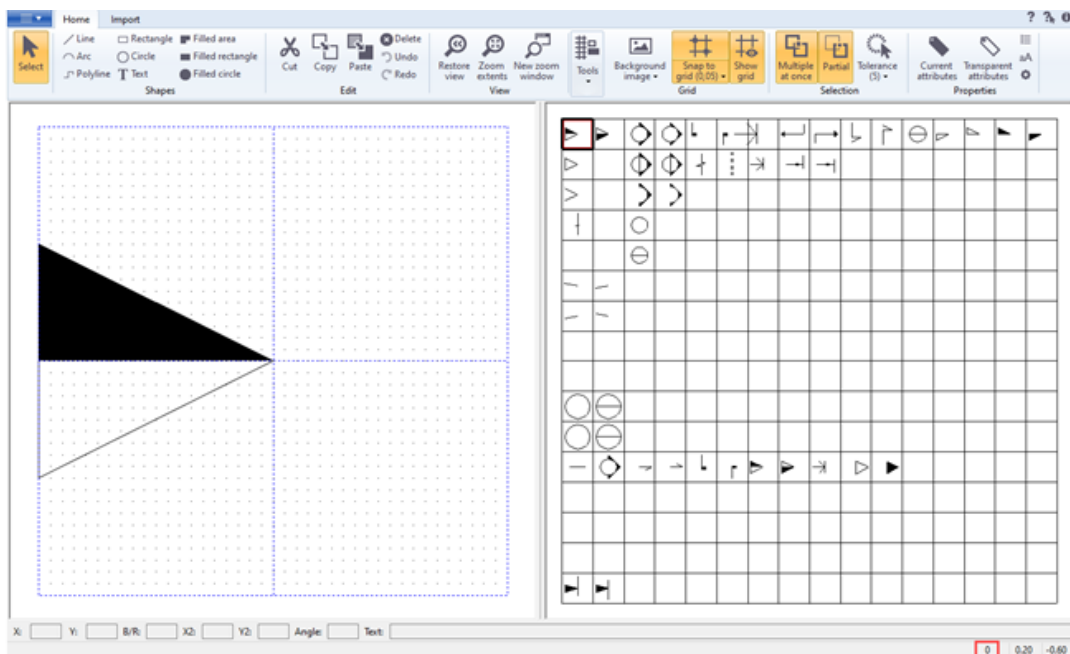 Home Import
Line Rectangle Filled area
Arc Circle Filled rectangle
Polyline Text Filled circle
Select
Shapes
Cut Copy Paste
Delete
Undo
Redo
Edit
Restore view
Zoom extents
New zoom window
View
Tools
Background image
Snap to grid (0,05)
Show grid
Grid
Multiple at once
Partial
Tolerance (5)
Selection
Current attributes
Transparent attributes
aA
Properties
X: Y: B/R: X2: Y2: Angle: Text:
0 0.20 -0.60